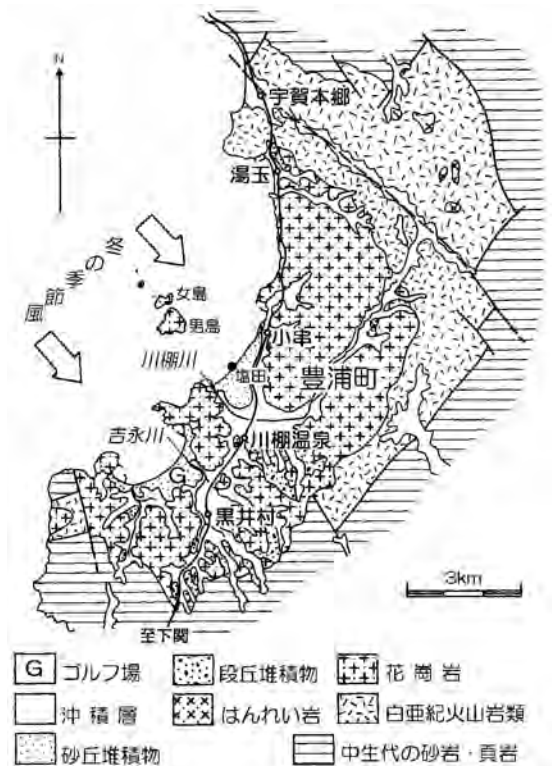 N
宇賀本郷
湯玉
冬の季節風
女島
男島
小串
川棚川
塩田
豊浦町
吉永川
川棚温泉
G
黒井村
3km
至下関
G ゴルフ場
段丘堆積物
花崗岩
沖積層
はんれい岩
白亜紀火山岩類
砂丘堆積物
中生代の砂岩・頁岩